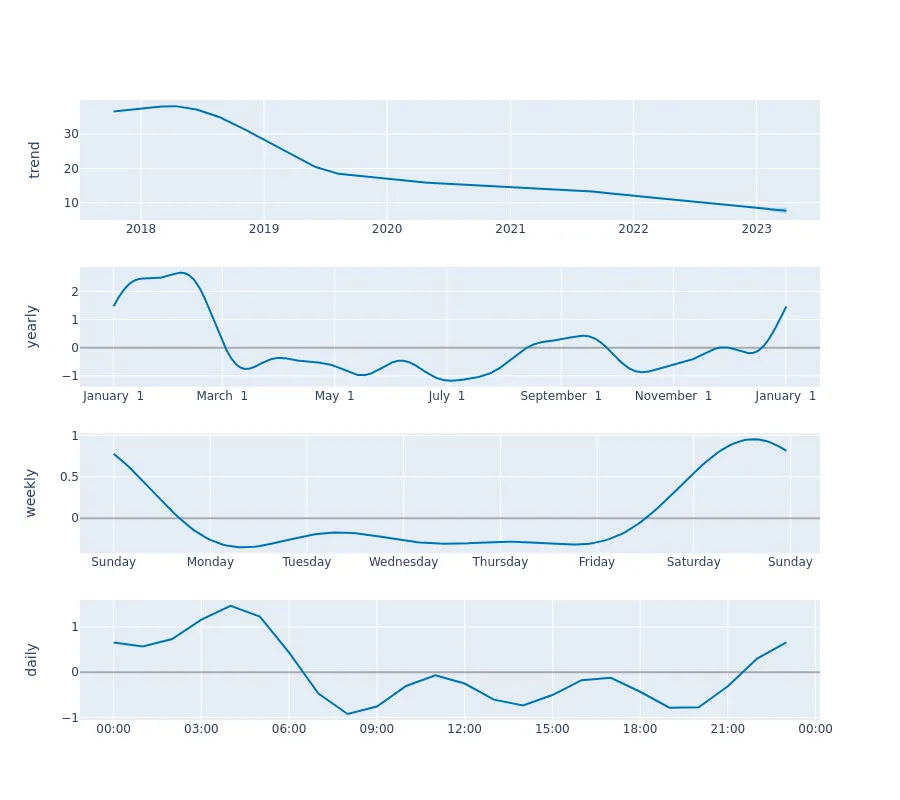 trend
30
20
10
2018 2019 2020 2021 2022 2023
yearly
2
1
0
−1
January 1 March 1 May 1 July 1 September 1 November 1 January 1
weekly
1
0.5
0
Sunday Monday Tuesday Wednesday Thursday Friday Saturday Sunday
daily
1
0
−1
00:00 03:00 06:00 09:00 12:00 15:00 18:00 21:00 00:00